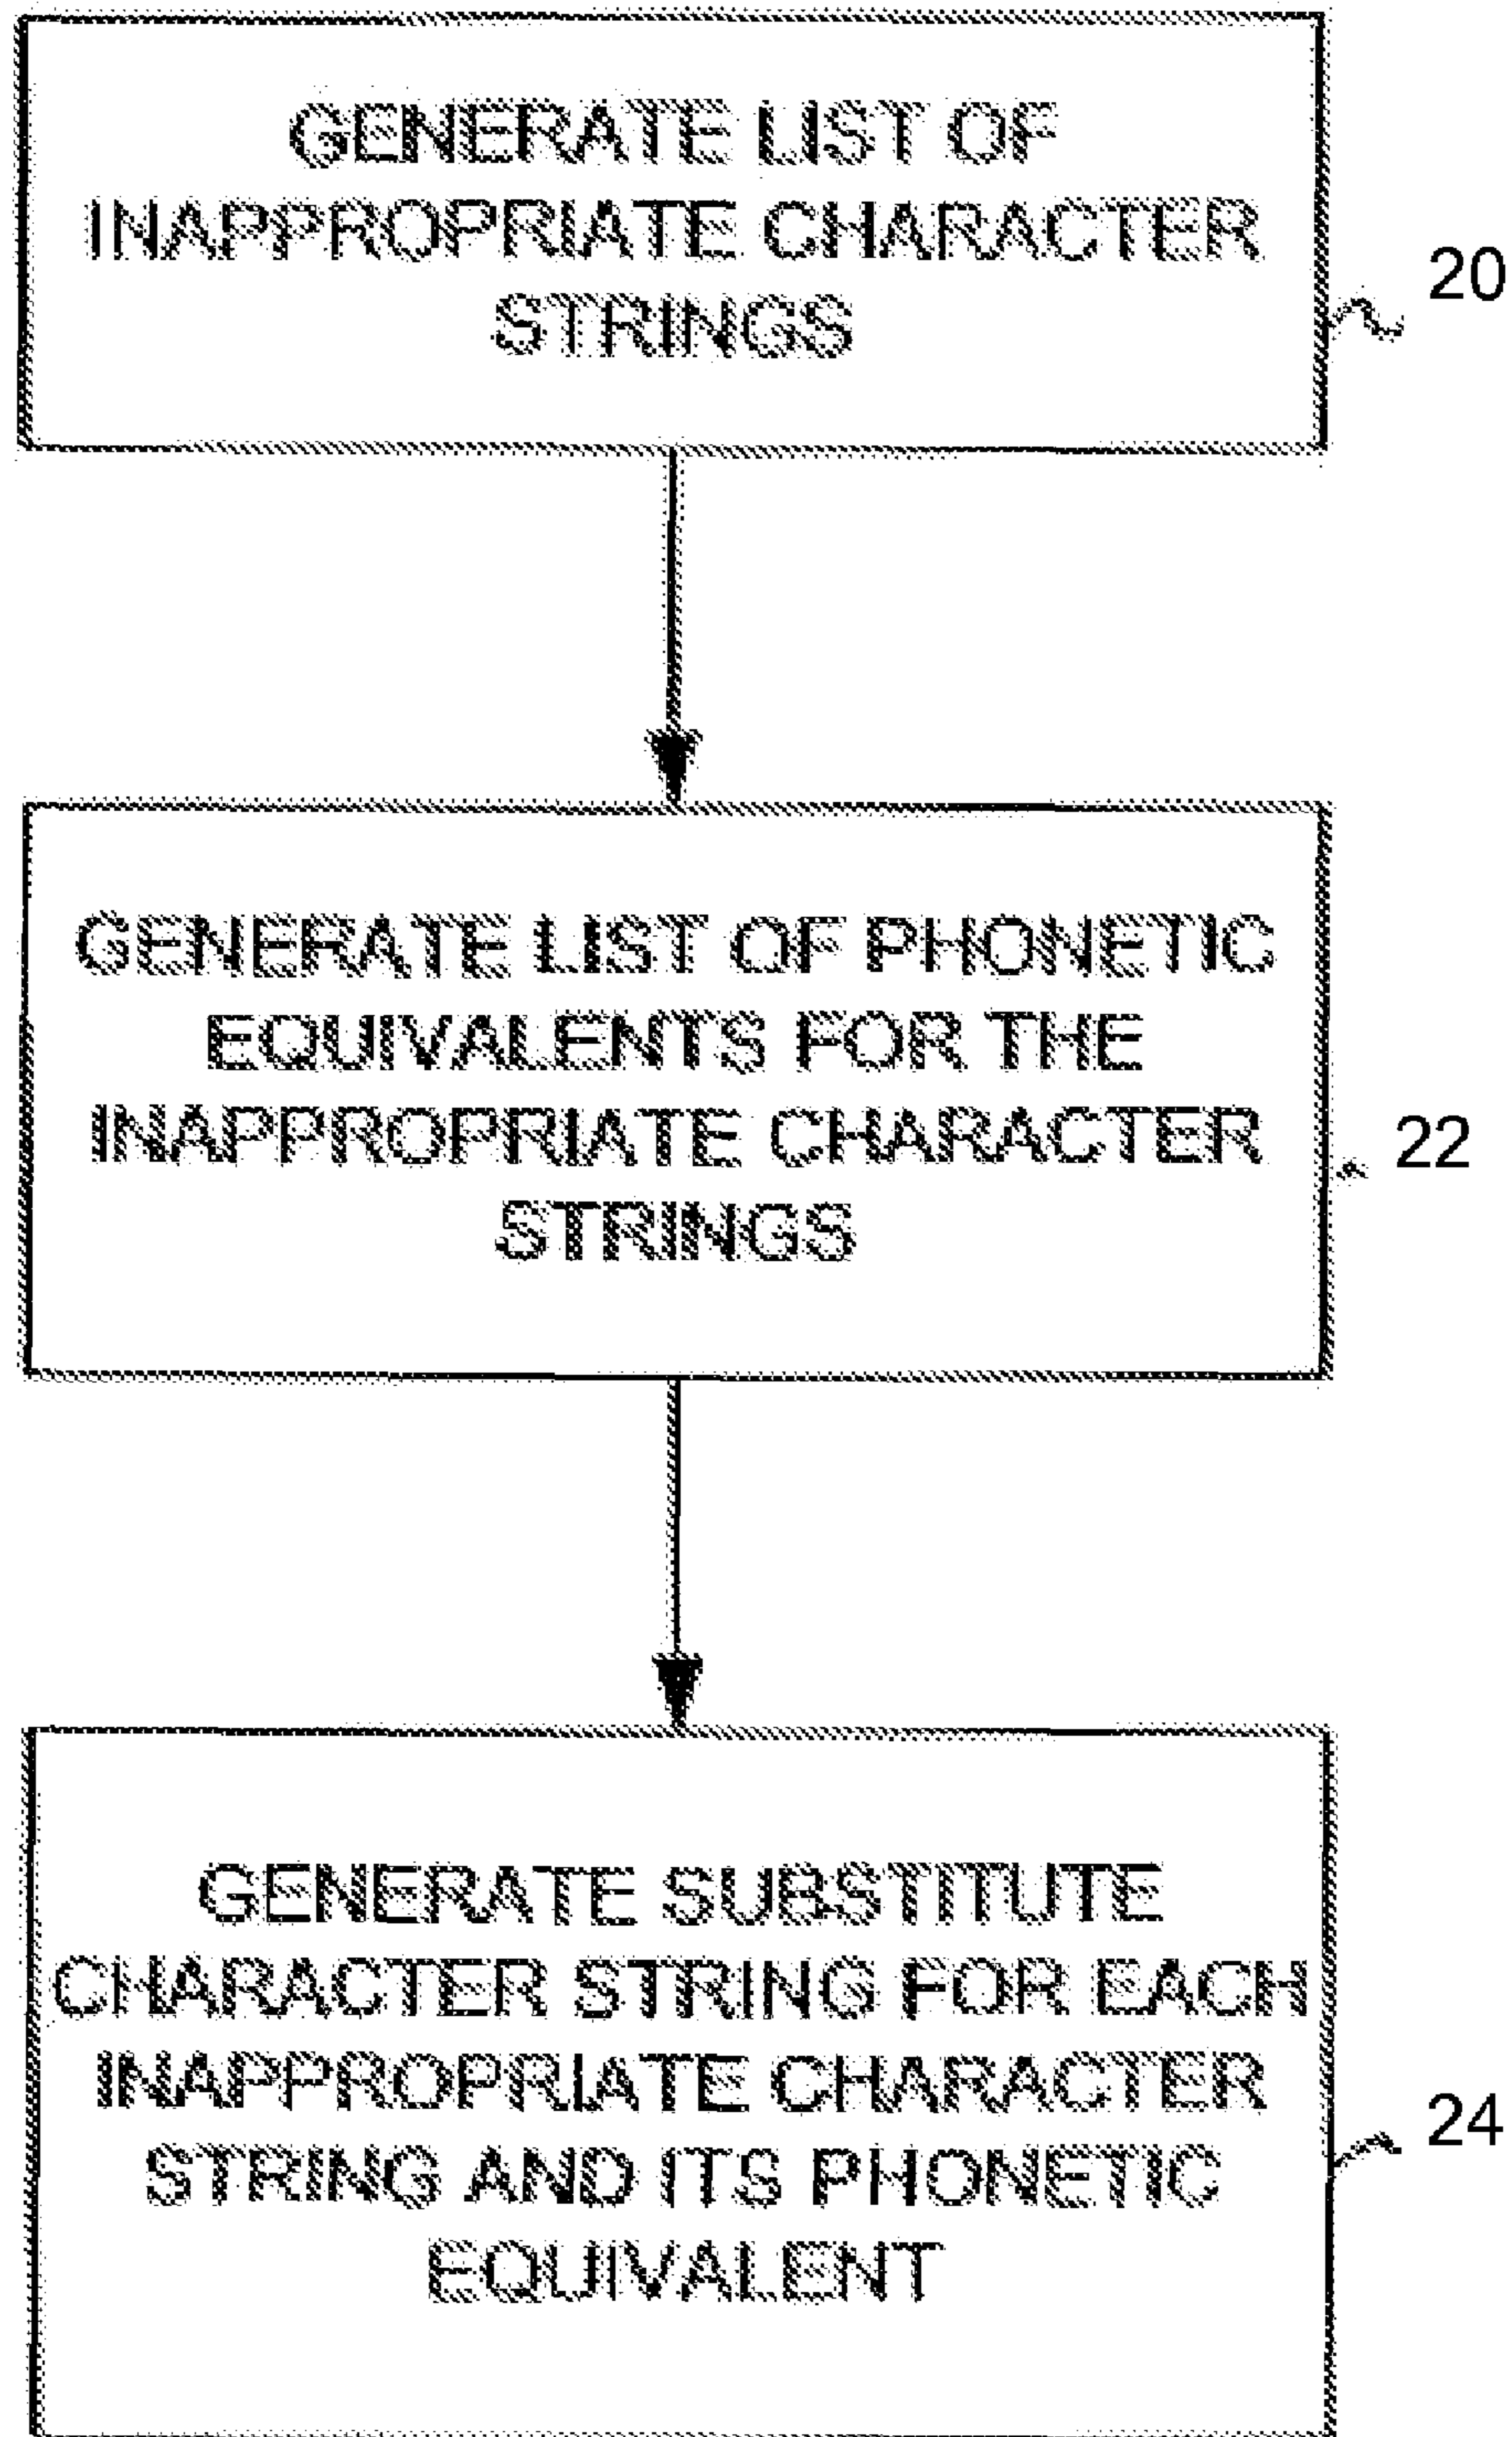 GENERATE LIST OF
INAPPROPRIATE CHARACTER
STRINGS
20
GENERATE LIST OF PHONETIC
EQUIVALENTS FOR THE
INAPPROPRIATE CHARACTER
STRINGS
22
GENERATE SUBSTITUTE
CHARACTER STRING FOR EACH
INAPPROPRIATE CHARACTER
STRING AND ITS PHONETIC
EQUIVALENT
24